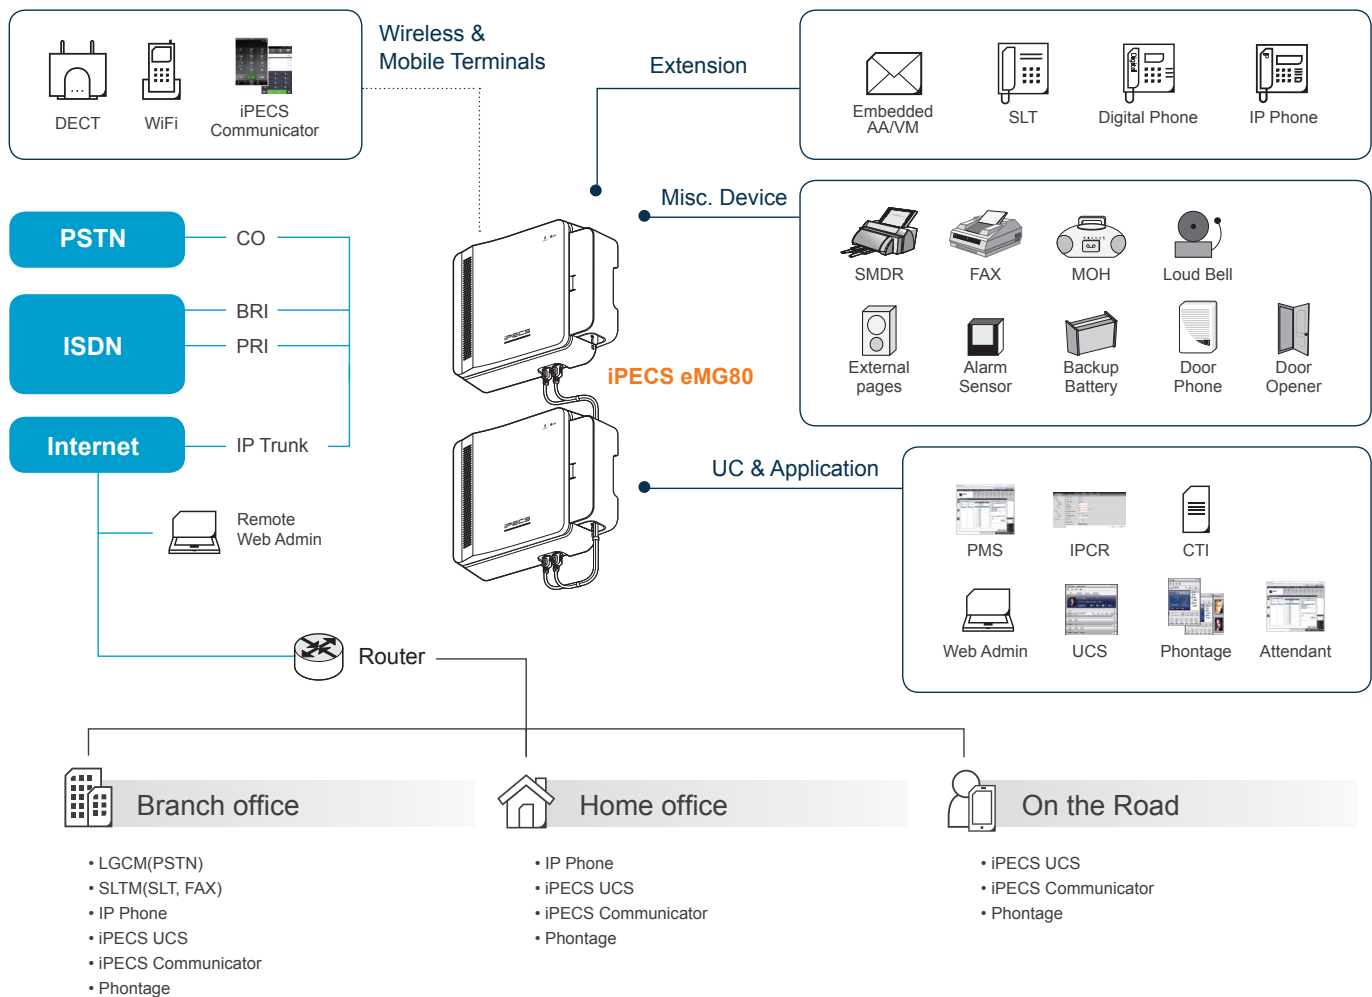 Wireless &
Mobile Terminals
DECT
WiFi
iPECS
Communicator
Extension
Embedded
AA/VM
SLT
Digital Phone
IP Phone
Digital
IP
Misc. Device
SMDR
FAX
MOH
Loud Bell
External
pages
Alarm
Sensor
Backup
Battery
Door
Phone
Door
Opener
PSTN
CO
ISDN
BRI
PRI
Internet
IP Trunk
Remote
Web Admin
iPECS
iPECS eMG80
iPECS
UC & Application
PMS
IPCR
CTI
Web Admin
UCS
Phontage
Attendant
Router
Branch office
• LGCM(PSTN)
• SLTM(SLT, FAX)
• IP Phone
• iPECS UCS
• iPECS Communicator
• Phontage
Home office
• IP Phone
• iPECS UCS
• iPECS Communicator
• Phontage
On the Road
• iPECS UCS
• iPECS Communicator
• Phontage